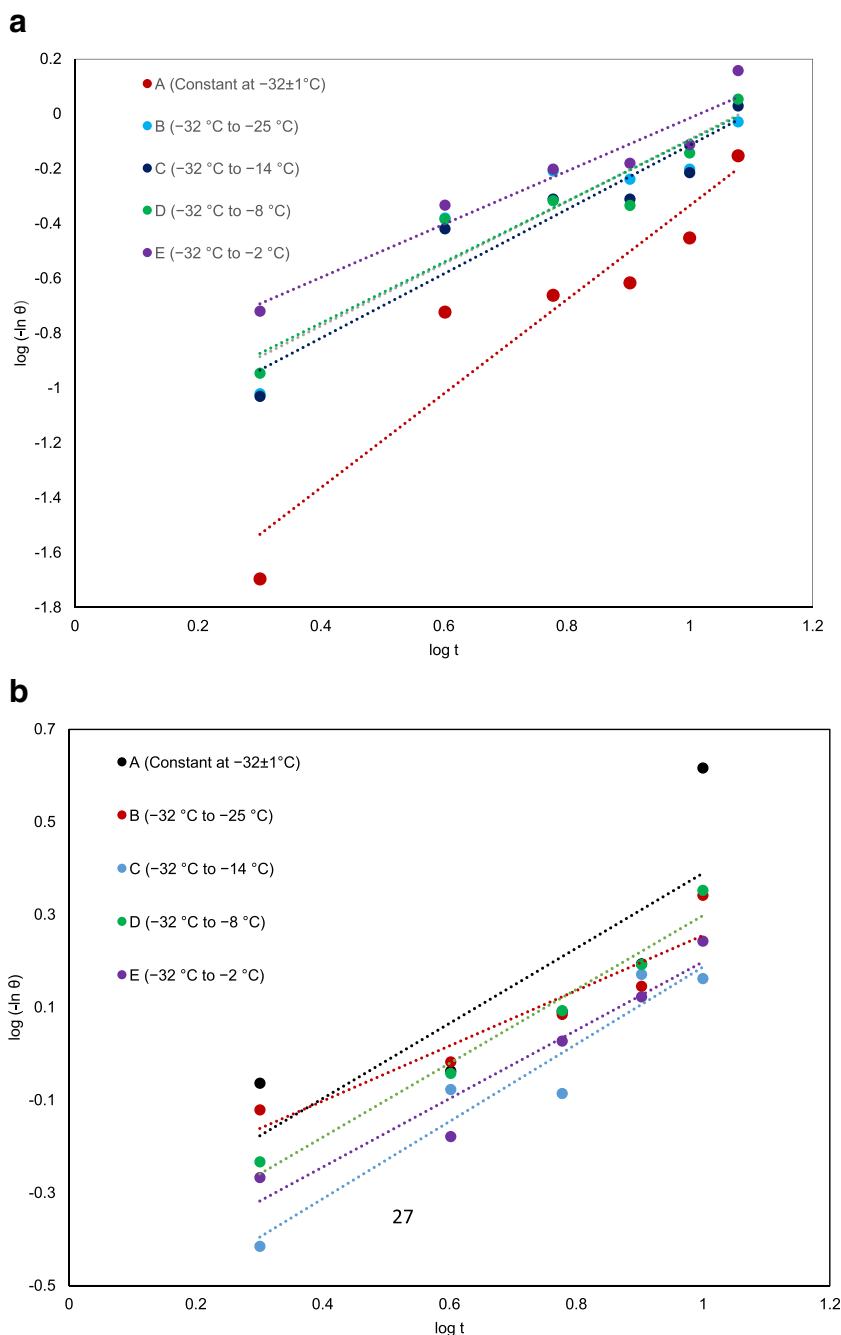 a
0.2
0
-0.2
-0.4
-0.6
-0.8
-1
-1.2
-1.4
-1.6
-1.8
log (-ln θ)
A (Constant at −32±1°C)
B (−32 °C to −25 °C)
C (−32 °C to −14 °C)
D (−32 °C to −8 °C)
E (−32 °C to −2 °C)
0 0.2 0.4 0.6 0.8 1 1.2
log t
b
0.7
0.5
0.3
0.1
-0.1
-0.3
-0.5
log (-ln θ)
A (Constant at −32±1°C)
B (−32 °C to −25 °C)
C (−32 °C to −14 °C)
D (−32 °C to −8 °C)
E (−32 °C to −2 °C)
27
0 0.2 0.4 0.6 0.8 1 1.2
log t